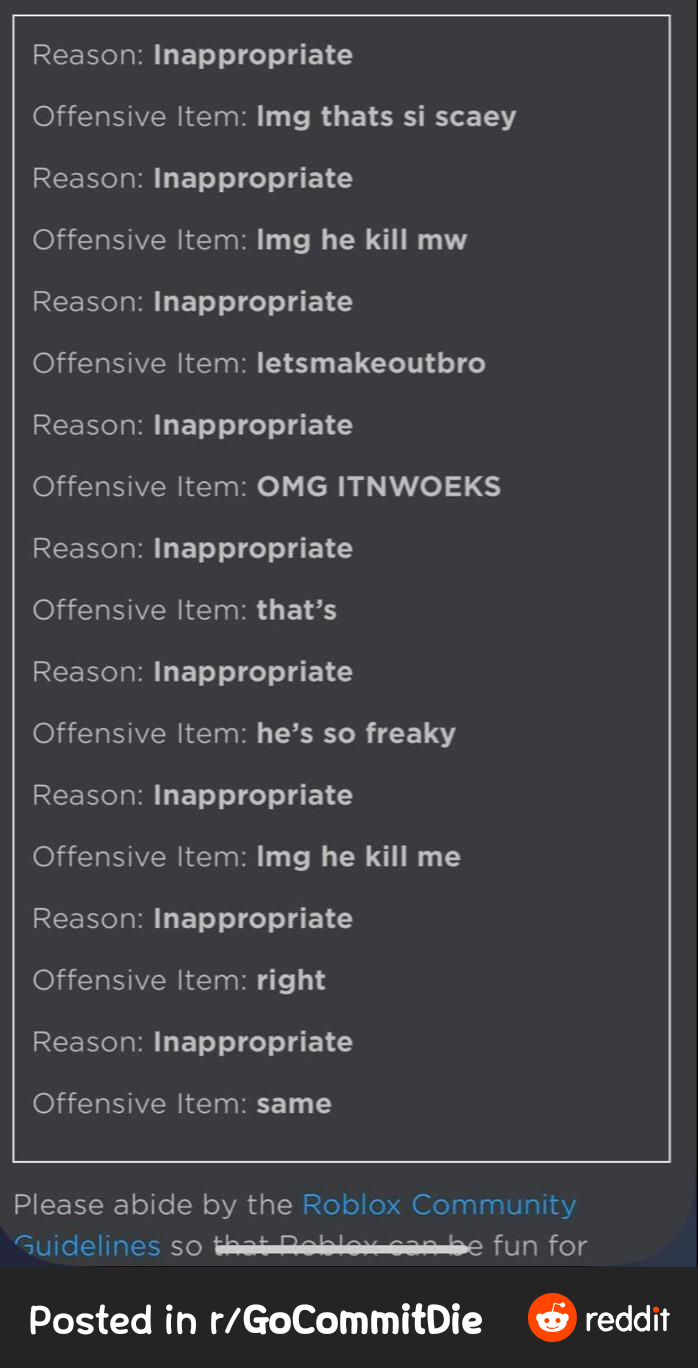 Reason: Inappropriate
Offensive Item: lmg thats si scaey
Reason: Inappropriate
Offensive Item: lmg he kill mw
Reason: Inappropriate
Offensive Item: letsmakeoutbro
Reason: Inappropriate
Offensive Item: OMG ITNWOEKS
Reason: Inappropriate
Offensive Item: that’s
Reason: Inappropriate
Offensive Item: he’s so freaky
Reason: Inappropriate
Offensive Item: lmg he kill me
Reason: Inappropriate
Offensive Item: right
Reason: Inappropriate
Offensive Item: same
Please abide by the Roblox Community
Guidelines so that Roblox can be fun for
Posted in r/GoCommitDie reddit